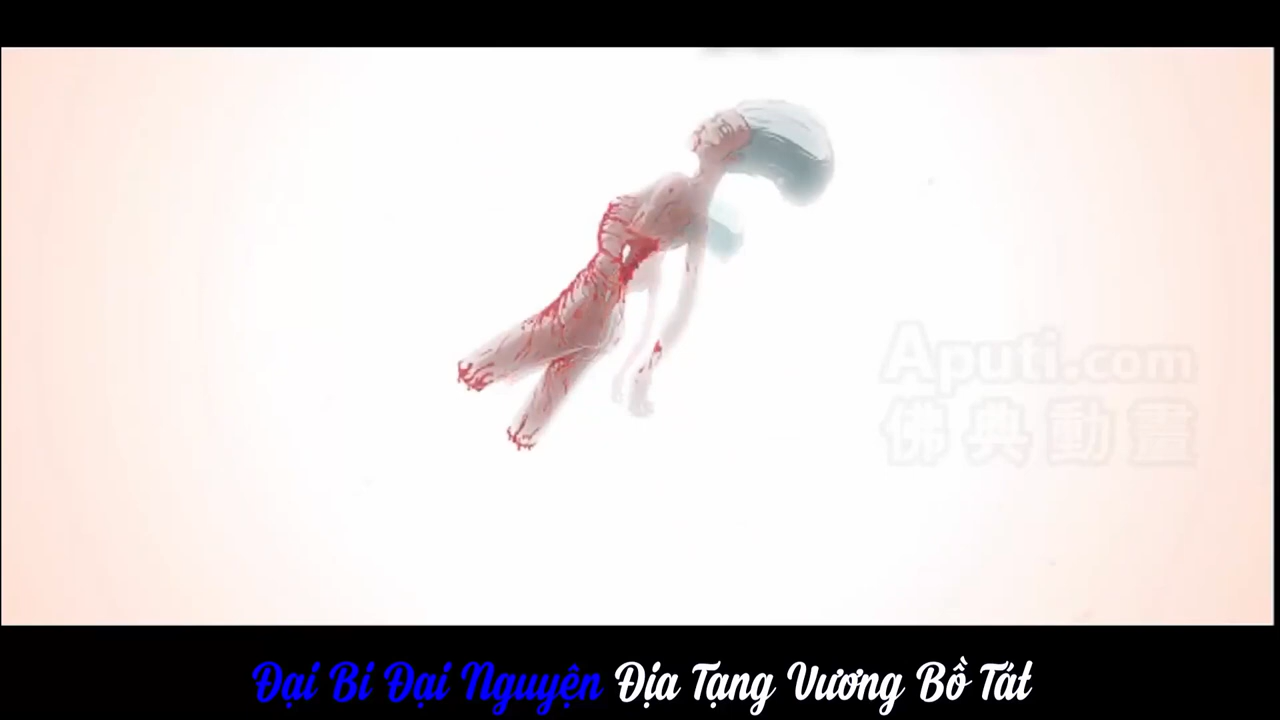 Aputi.com
佛典動畫
Đại Bi Đại Nguyện Địa Tạng Vương Bồ Tát